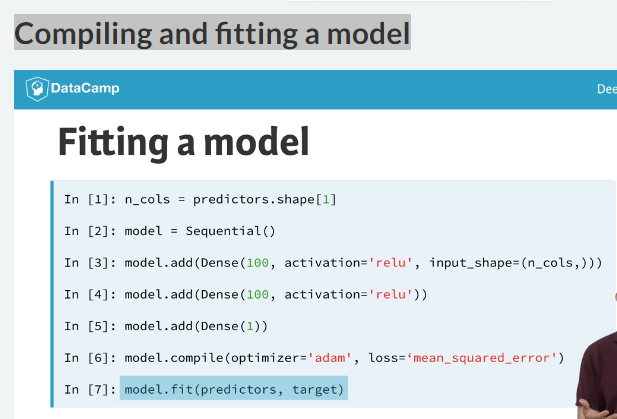 Compiling and fitting a model
DataCamp
Dee
Fitting a model
In [1]: n_cols = predictors.shape[1]
In [2]: model = Sequential()
In [3]: model.add(Dense(100, activation='relu', input_shape=(n_cols,)))
In [4]: model.add(Dense(100, activation='relu'))
In [5]: model.add(Dense(1))
In [6]: model.compile(optimizer='adam', loss=‘mean_squared_error')
In [7]: model.fit(predictors, target)